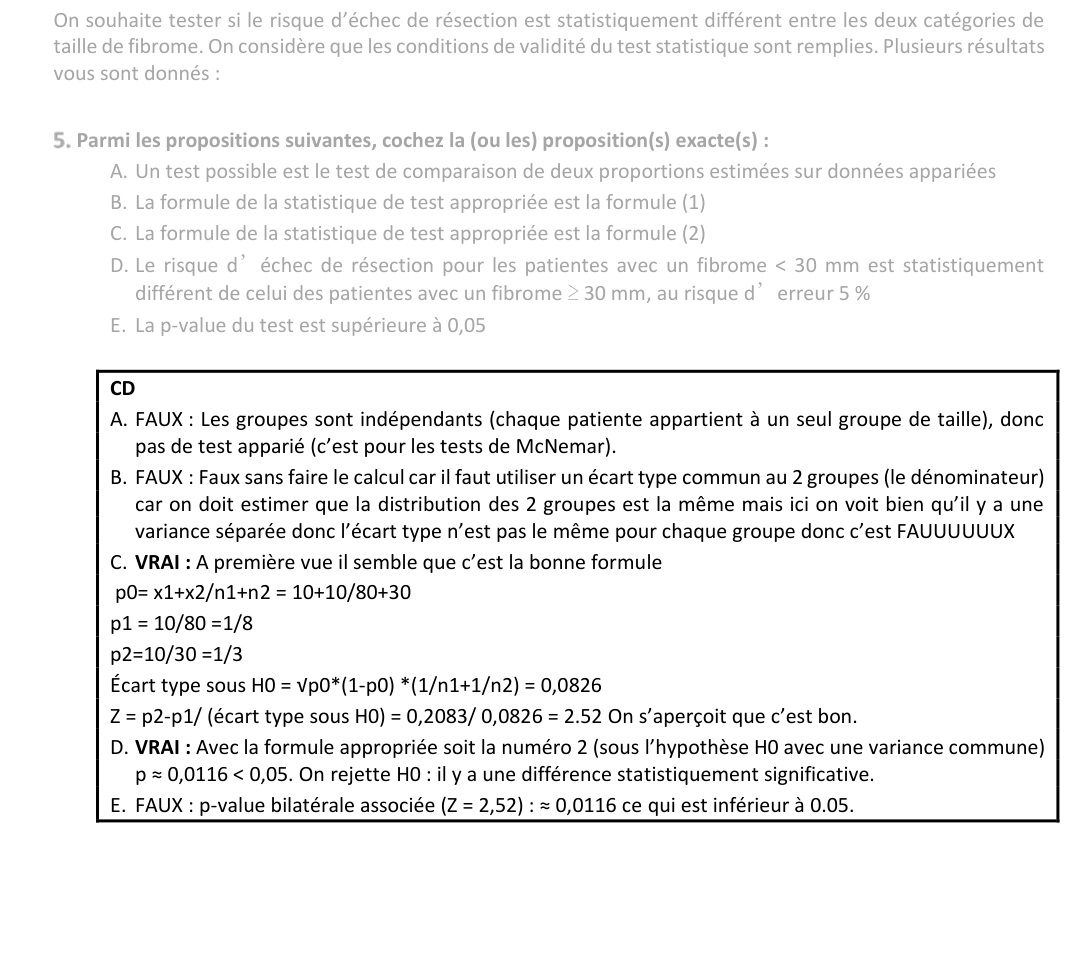 On souhaite tester si le risque d’échec de résection est statistiquement différent entre les deux catégories de
taille de fibrome. On considère que les conditions de validité du test statistique sont remplies. Plusieurs résultats
vous sont donnés :
5. Parmi les propositions suivantes, cochez la (ou les) proposition(s) exacte(s) :
A. Un test possible est le test de comparaison de deux proportions estimées sur données appariées
B. La formule de la statistique de test appropriée est la formule (1)
C. La formule de la statistique de test appropriée est la formule (2)
D. Le risque d’ échec de résection pour les patientes avec un fibrome < 30 mm est statistiquement
différent de celui des patientes avec un fibrome ≥ 30 mm, au risque d’ erreur 5 %
E. La p-value du test est supérieure à 0,05
CD
A. FAUX : Les groupes sont indépendants (chaque patiente appartient à un seul groupe de taille), donc
pas de test apparié (c’est pour les tests de McNemar).
B. FAUX : Faux sans faire le calcul car il faut utiliser un écart type commun au 2 groupes (le dénominateur)
car on doit estimer que la distribution des 2 groupes est la même mais ici on voit bien qu’il y a une
variance séparée donc l’écart type n’est pas le même pour chaque groupe donc c’est FAUUUUUUX
C. VRAI : A première vue il semble que c’est la bonne formule
p0= x1+x2/n1+n2 = 10+10/80+30
p1 = 10/80 =1/8
p2=10/30 =1/3
Écart type sous H0 = √p0*(1-p0) *(1/n1+1/n2) = 0,0826
Z = p2-p1/ (écart type sous H0) = 0,2083/ 0,0826 = 2.52 On s’aperçoit que c’est bon.
D. VRAI : Avec la formule appropriée soit la numéro 2 (sous l’hypothèse H0 avec une variance commune)
p ≈ 0,0116 < 0,05. On rejette H0 : il y a une différence statistiquement significative.
E. FAUX : p-value bilatérale associée (Z = 2,52) : ≈ 0,0116 ce qui est inférieur à 0.05.